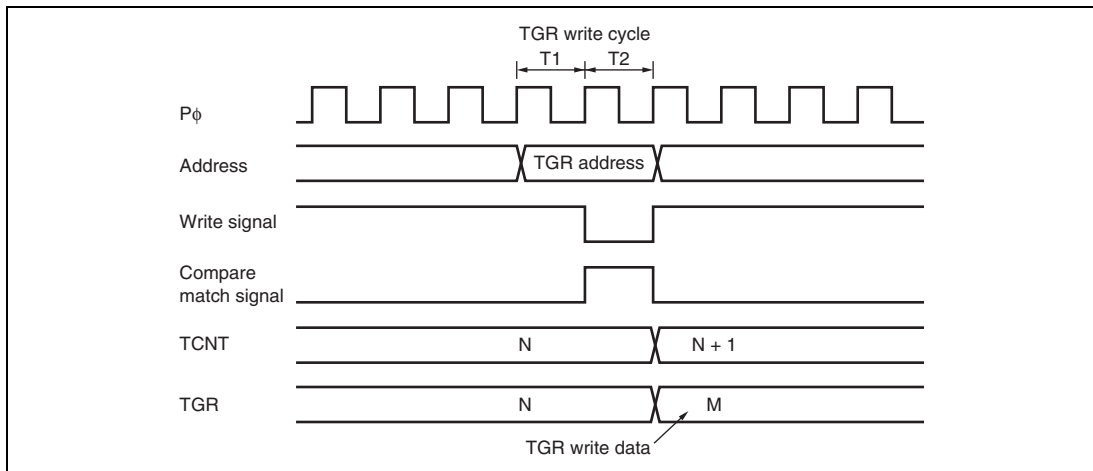 TGR write cycle
T1 T2
Pϕ
Address TGR address
Write signal
Compare
match signal
TCNT N N + 1
TGR N M
TGR write data